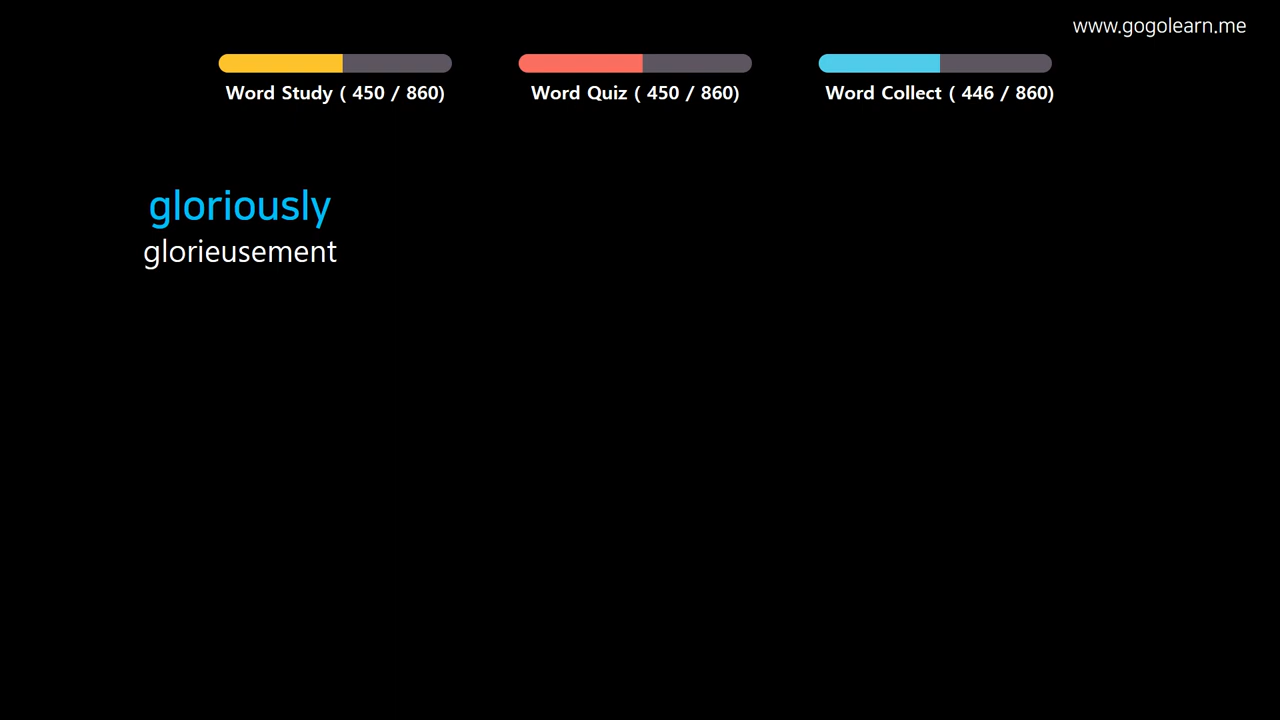 www.gogolearn.me
Word Study ( 450 / 860)
Word Quiz ( 450 / 860)
Word Collect ( 446 / 860)
gloriously
glorieusement